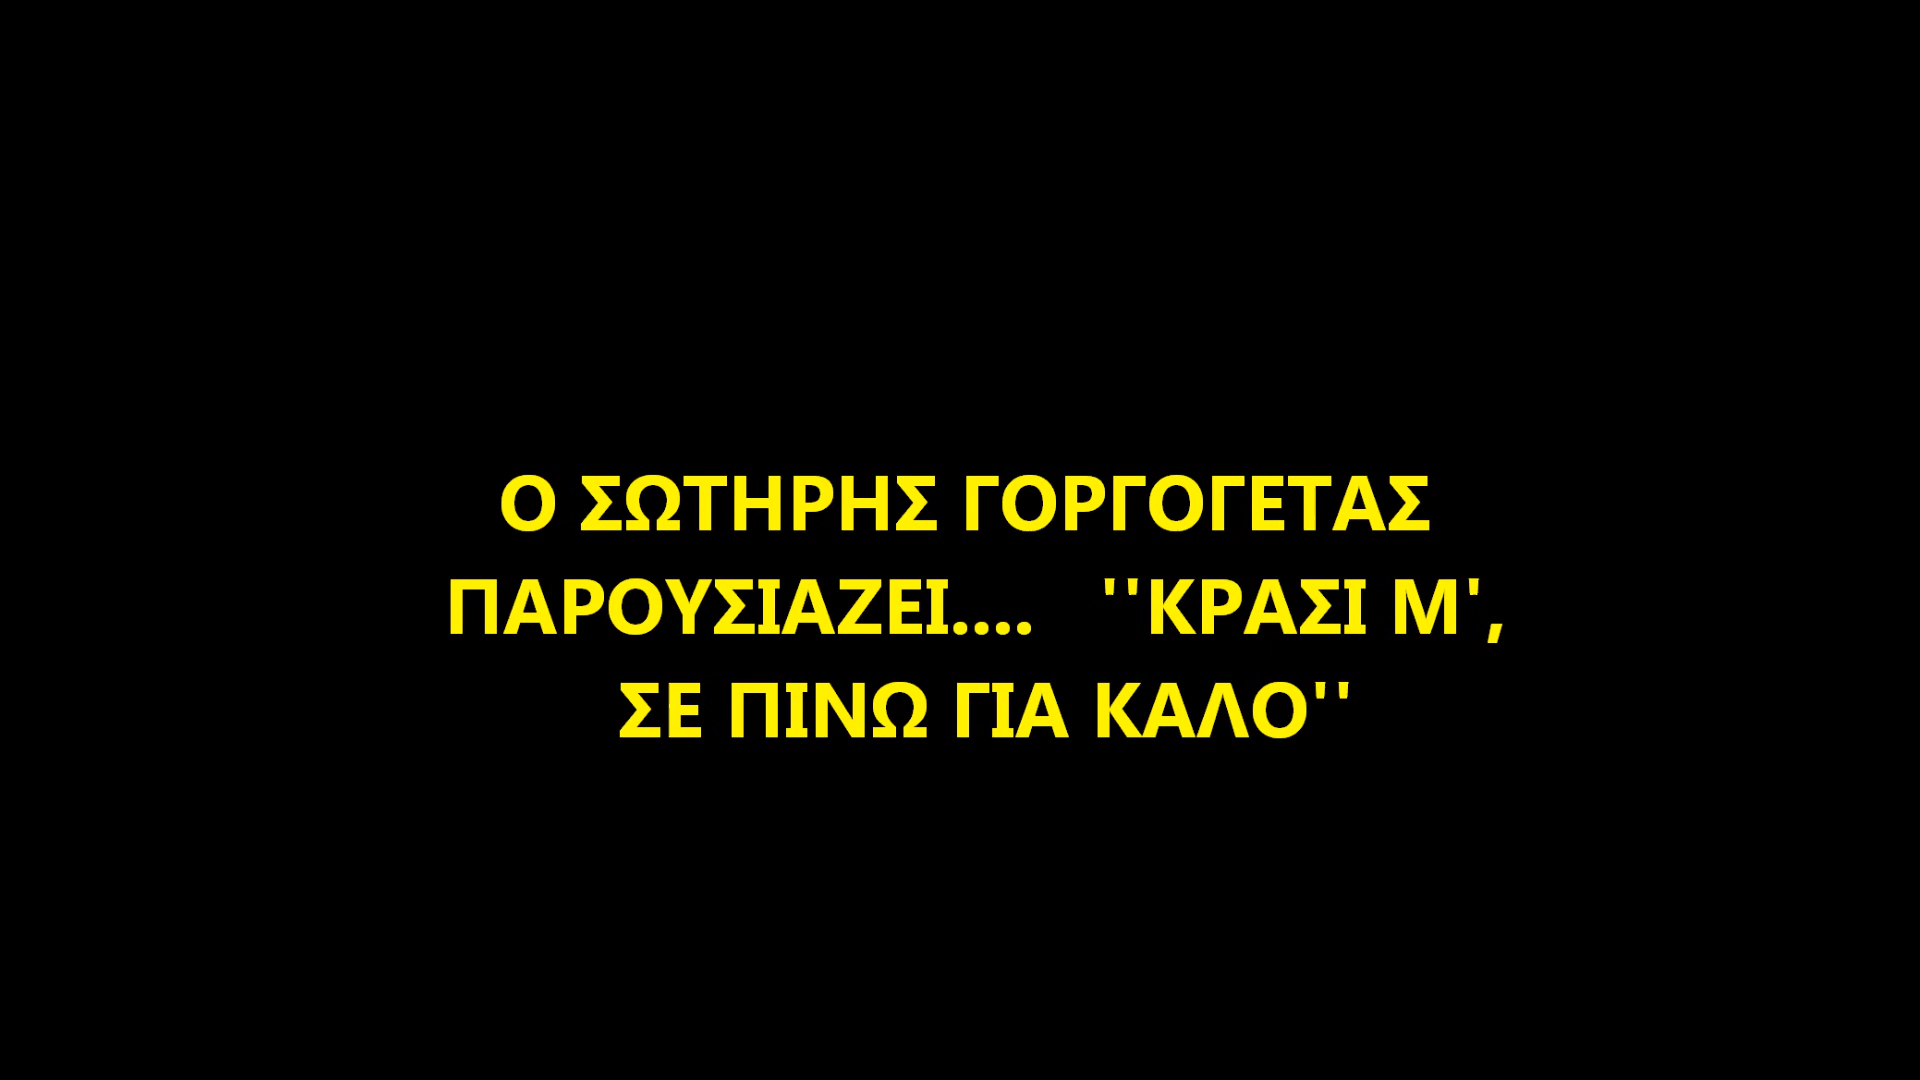 Ο ΣΩΤΗΡΗΣ ΓΟΡΓΟΓΕΤΑΣ
ΠΑΡΟΥΣΙΑΖΕΙ.... ''ΚΡΑΣΙ Μ',
ΣΕ ΠΙΝΩ ΓΙΑ ΚΑΛΟ''